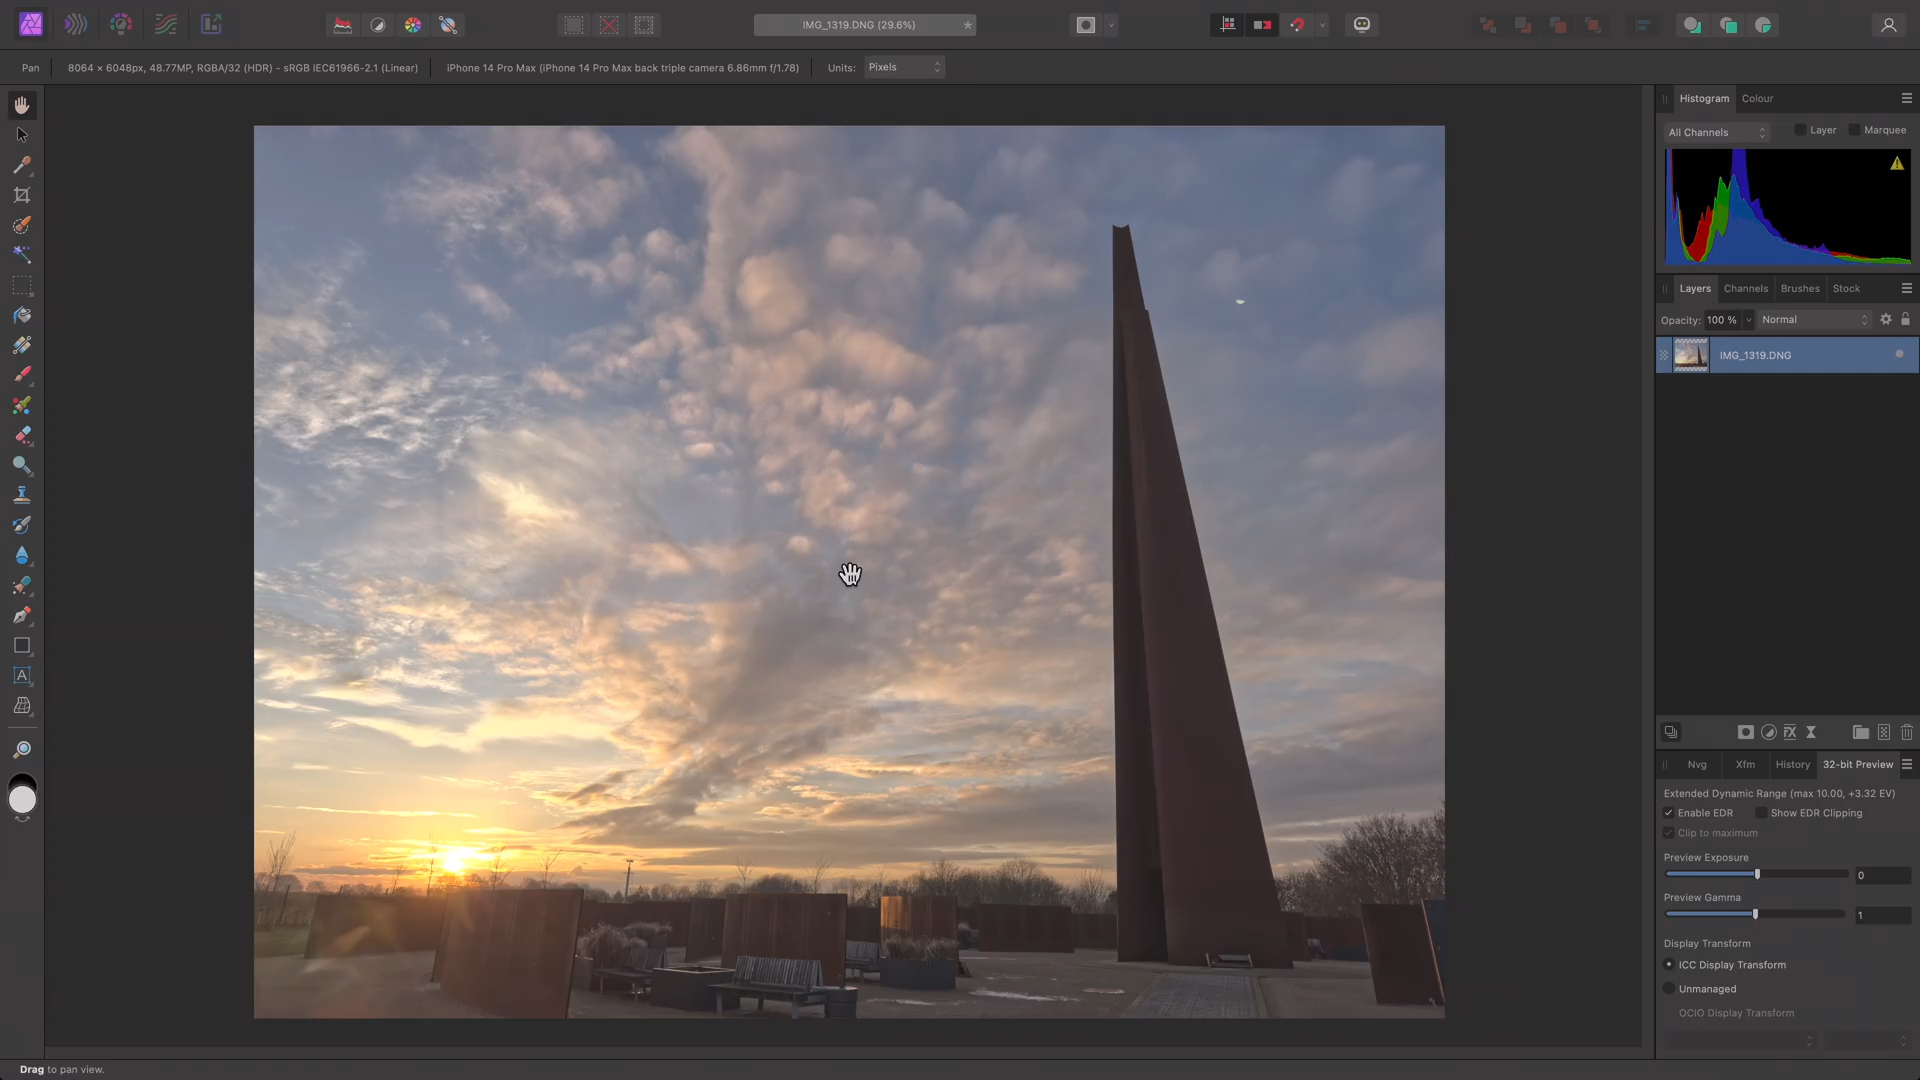 IMG_1319.DNG (29.6%)
Pan
8064 × 6048px, 48.77MP, RGBA/32 (HDR) - sRGB IEC61966-2.1 (Linear)
iPhone 14 Pro Max (iPhone 14 Pro Max back triple camera 6.86mm f/1.78)
Units: Pixels
Histogram Colour
All Channels Layer Marquee
Layers Channels Brushes Stock
Opacity: 100 % Normal
IMG_1319.DNG
Nvg Xfm History 32-bit Preview
Extended Dynamic Range (max 10.00, +3.32 EV)
Enable EDR Show EDR Clipping
Clip to maximum
Preview Exposure
0
Preview Gamma
1
Display Transform
ICC Display Transform
Unmanaged
OCIO Display Transform
Drag to pan view.